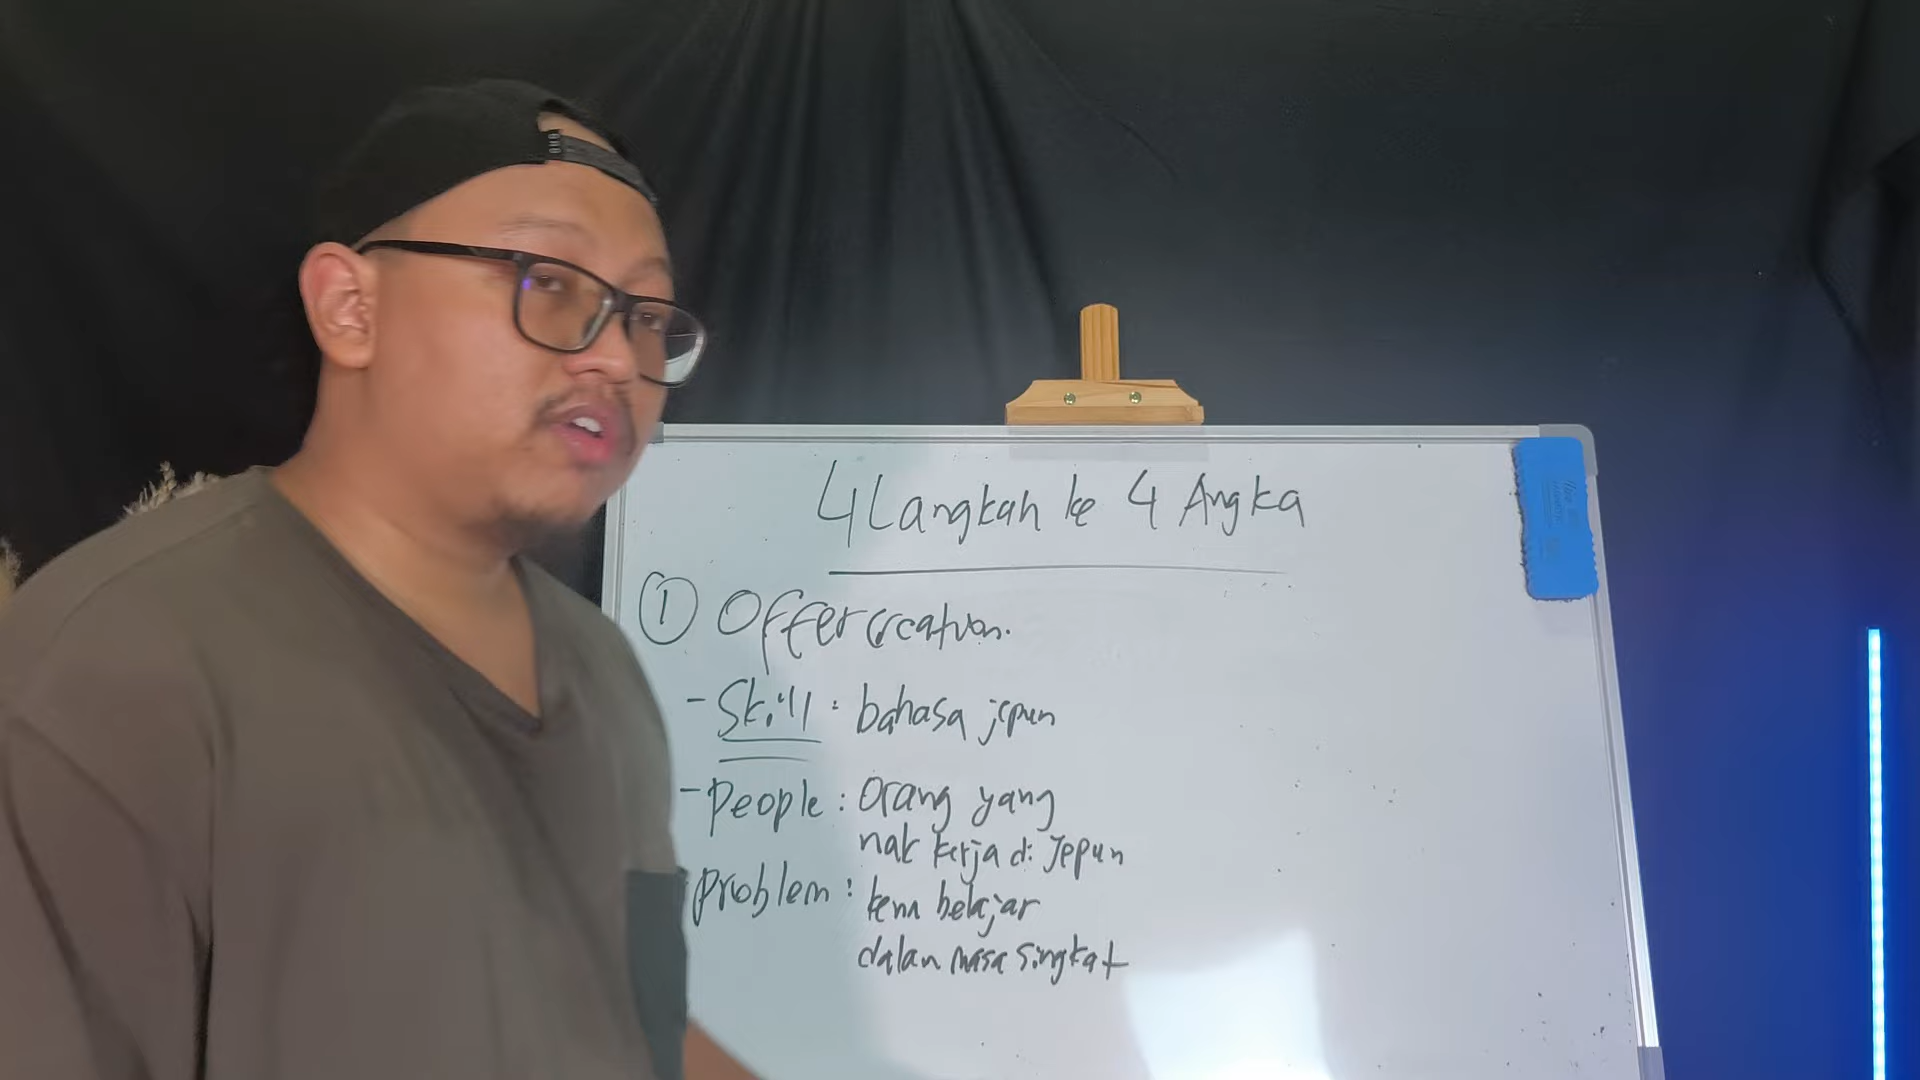 4 Langkah ke 4 Angka
① Offer creation.
- Skill : bahasa jepun
- People : Orang yang
nak kerja di Jepun
problem : kena belajar
dalam masa singkat